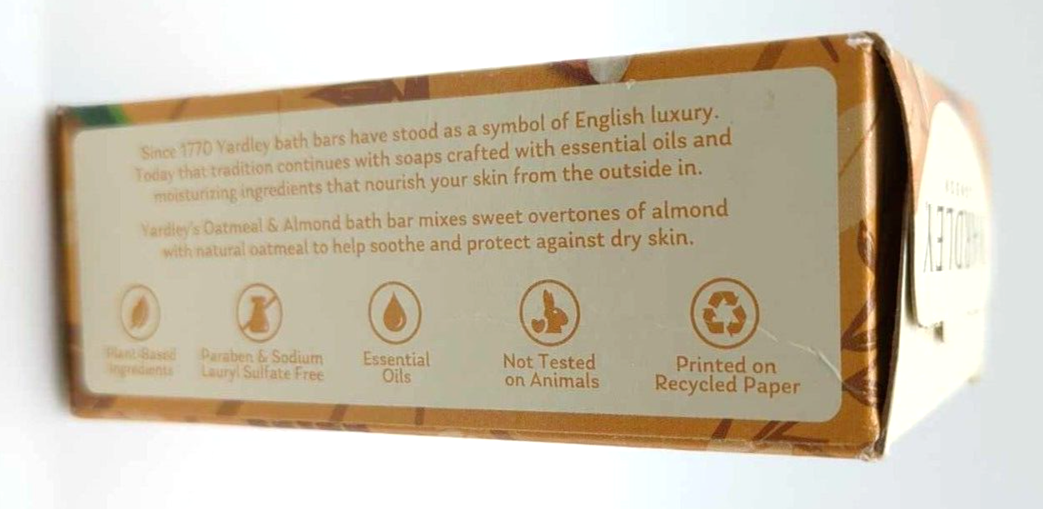 Since 1770 Yardley bath bars have stood as a symbol of English luxury.
Today that tradition continues with soaps crafted with essential oils and
moisturizing ingredients that nourish your skin from the outside in.
Yardley's Oatmeal & Almond bath bar mixes sweet overtones of almond
with natural oatmeal to help soothe and protect against dry skin.
Plant-Based
Ingredients
Paraben & Sodium
Lauryl Sulfate Free
Essential
Oils
Not Tested
on Animals
Printed on
Recycled Paper
YARDLEY